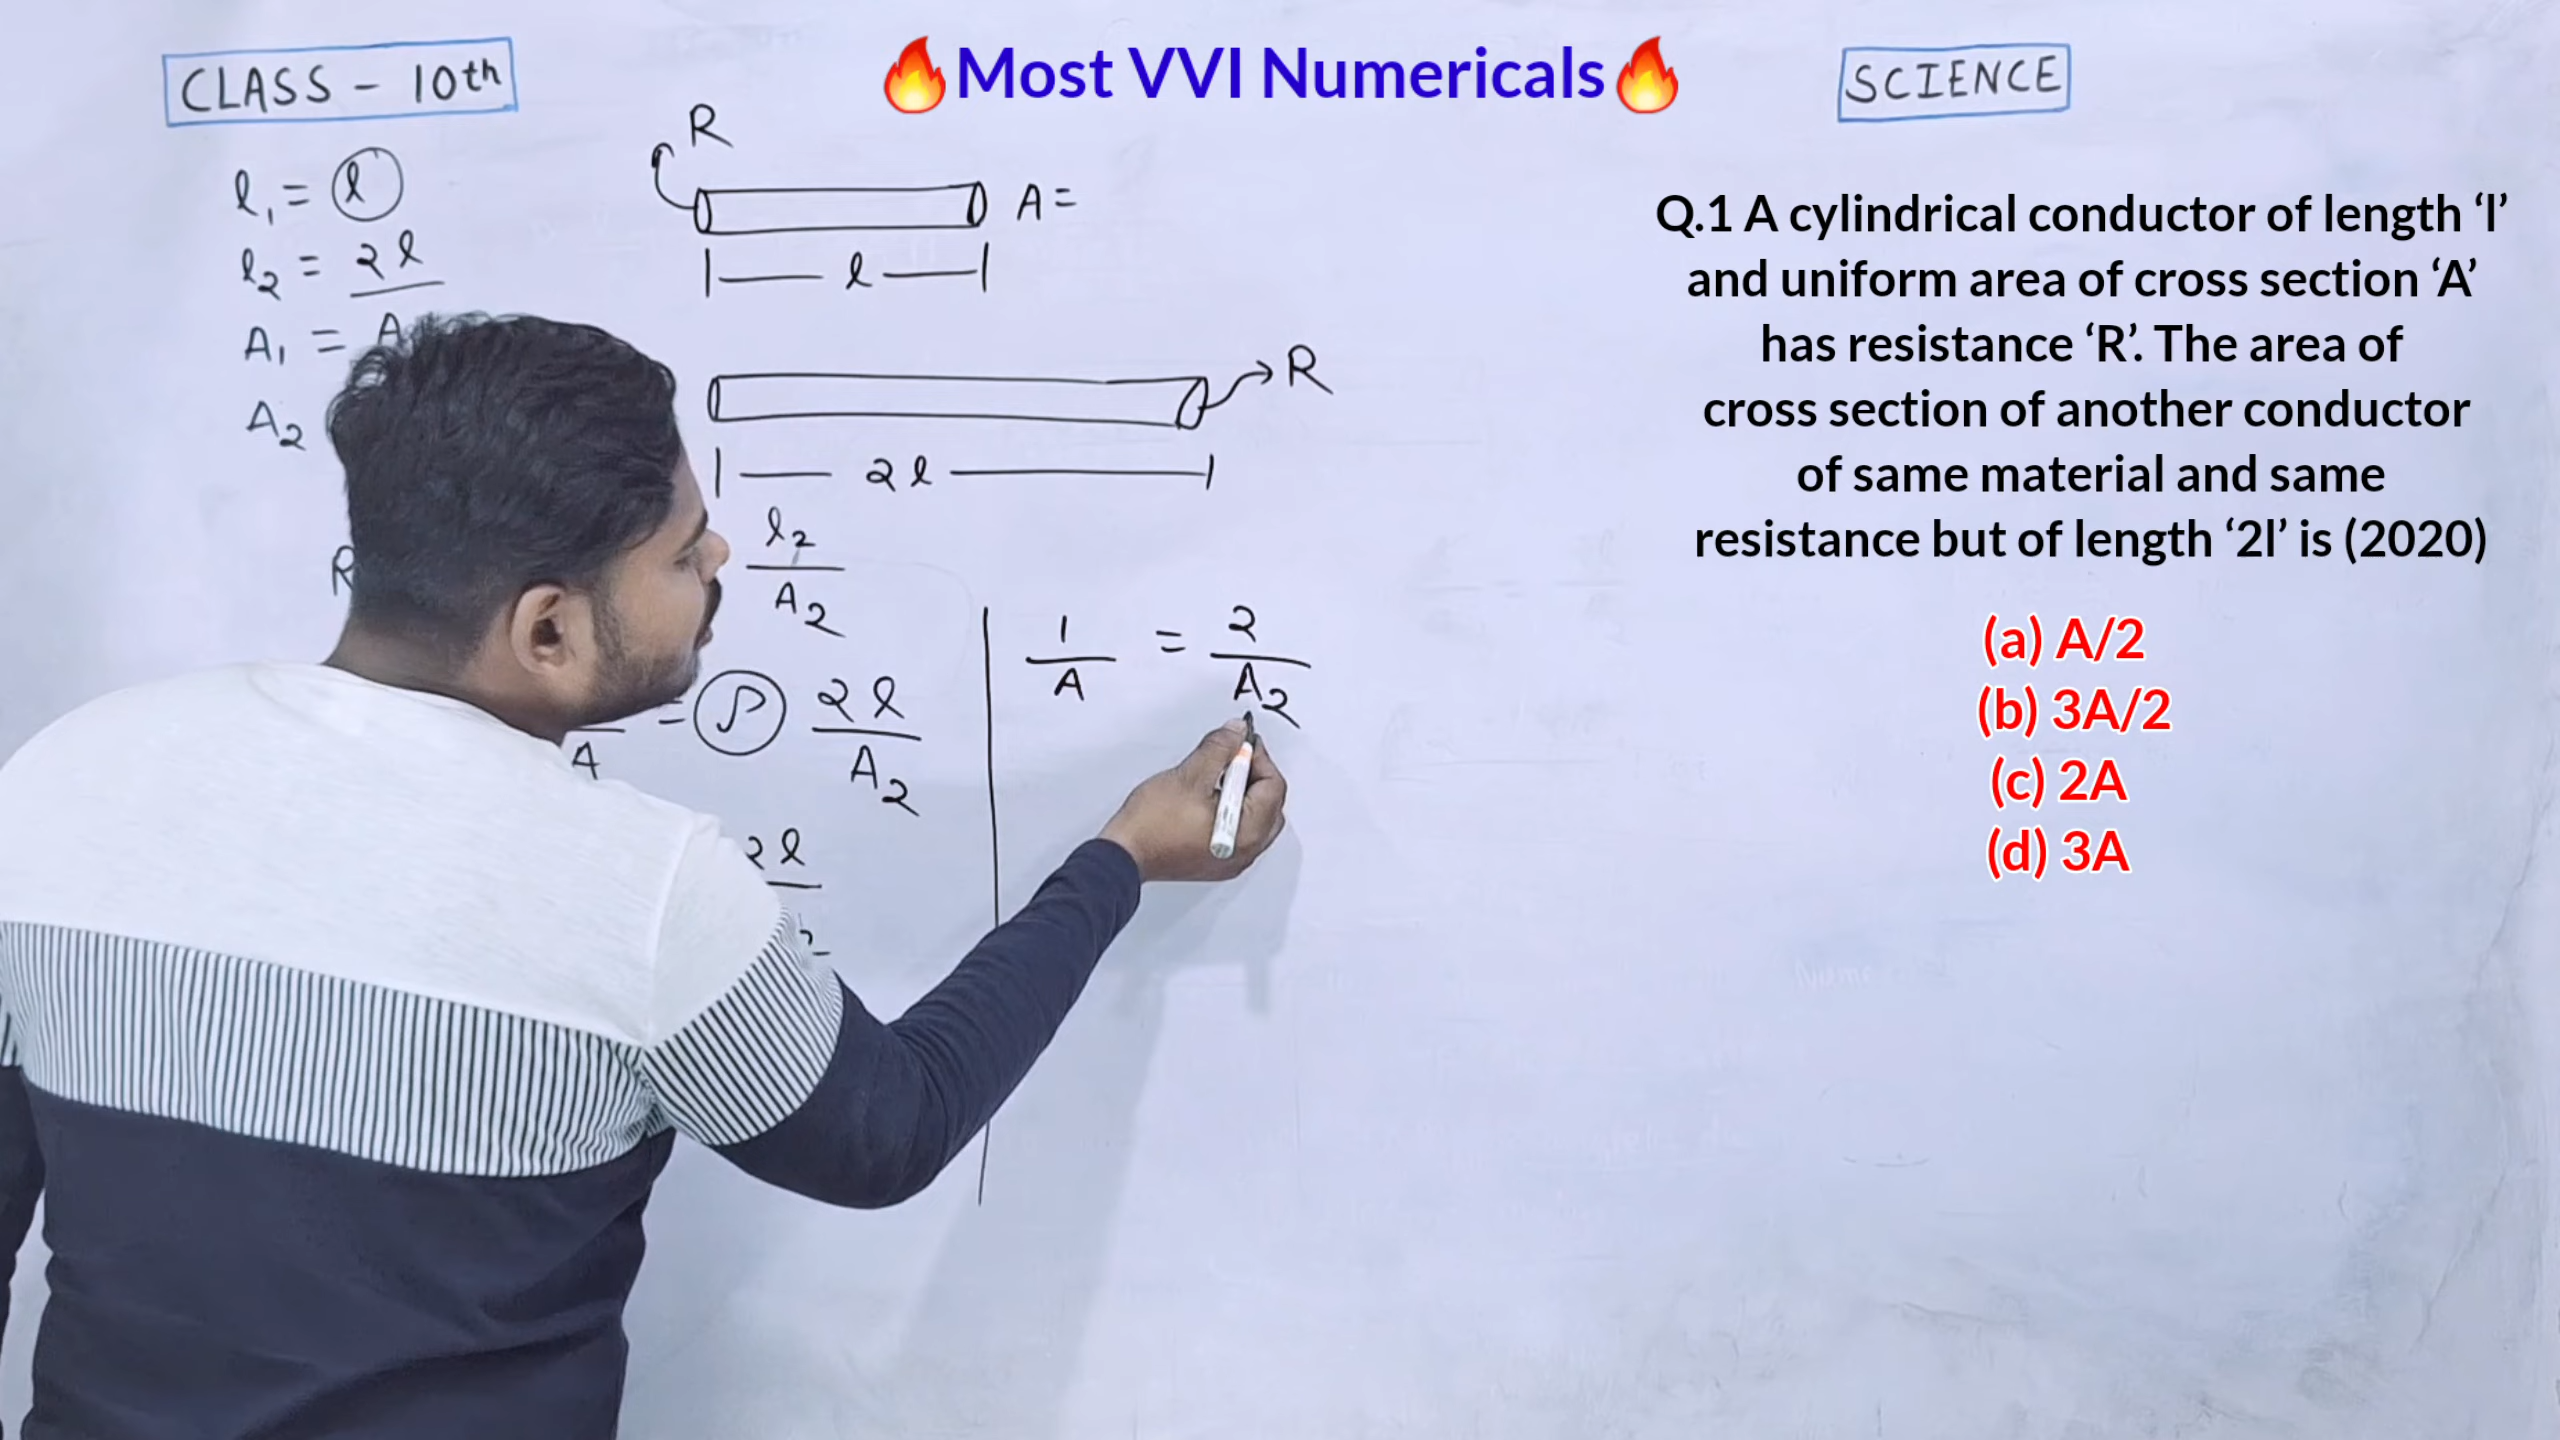 CLASS - 10th
🔥Most VVI Numericals🔥
SCIENCE
l₁ = l
l₂ = 2l
A₁ = A
A₂
R
A =
l
R
2l
R
l₂
A₂
A
= ρ 2l
A₂
2l
1/A = 2/A₂
Q.1 A cylindrical conductor of length ‘l’
and uniform area of cross section ‘A’
has resistance ‘R’. The area of
cross section of another conductor
of same material and same
resistance but of length ‘2l’ is (2020)
(a) A/2
(b) 3A/2
(c) 2A
(d) 3A